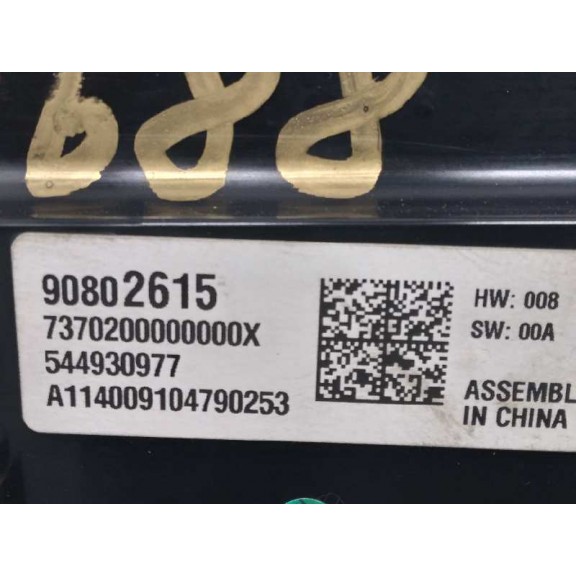 688
90802615
7370200000000X
544930977
A114009104790253
HW: 008
SW: 00A
ASSEMBL
IN CHINA